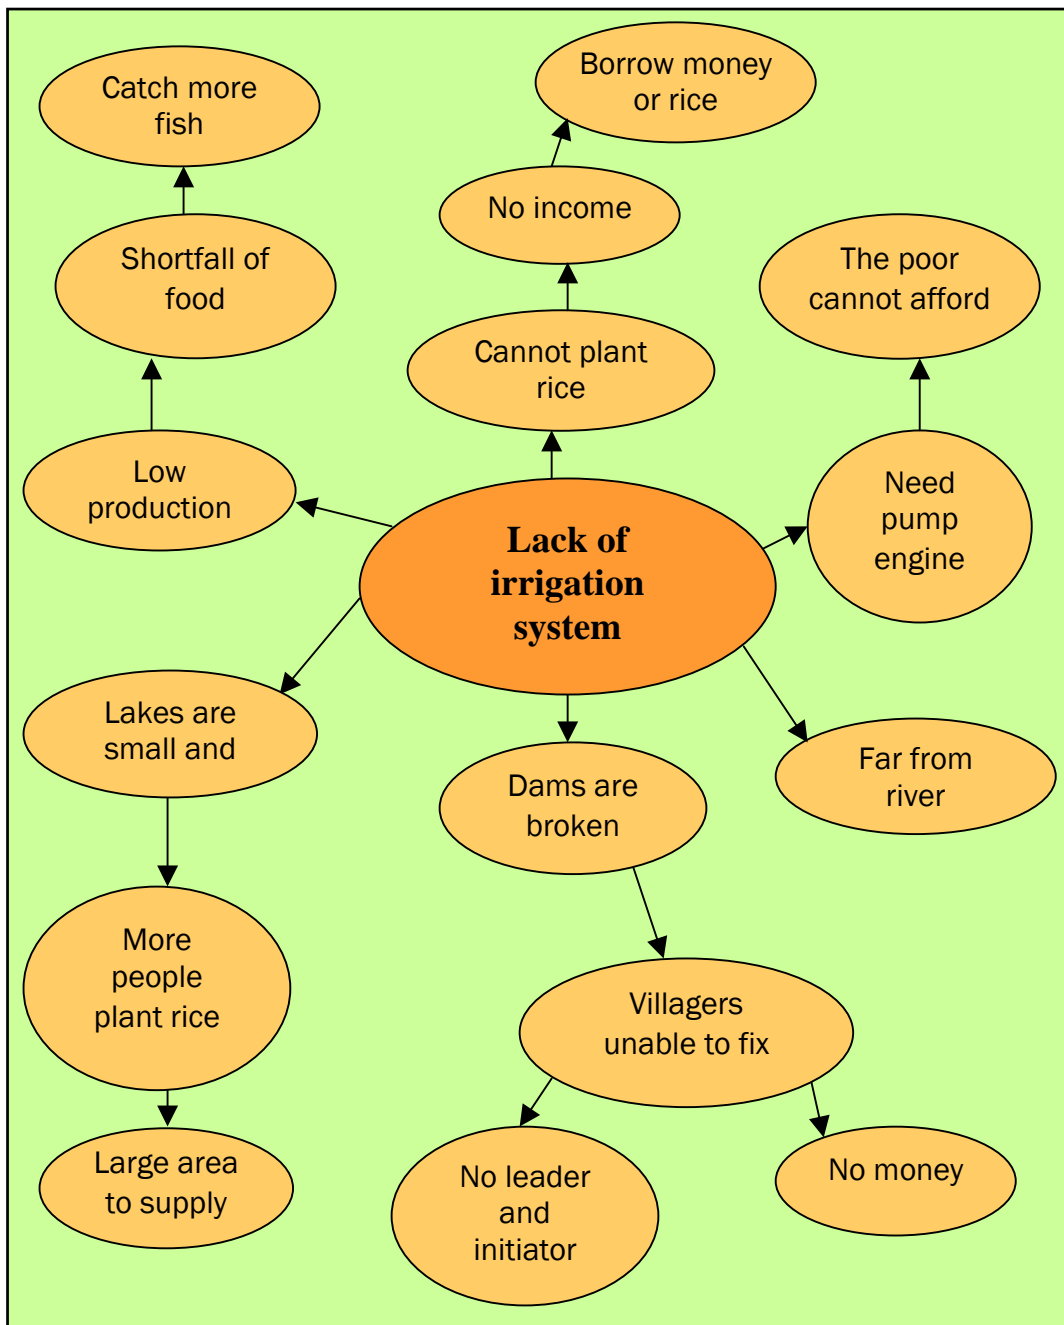 Catch more
fish
Borrow money
or rice
No income
Shortfall of
food
The poor
cannot afford
Cannot plant
rice
Low
production
Need
pump
engine
Lack of
irrigation
system
Lakes are
small and
Far from
river
Dams are
broken
More
people
plant rice
Villagers
unable to fix
Large area
to supply
No leader
and
initiator
No money